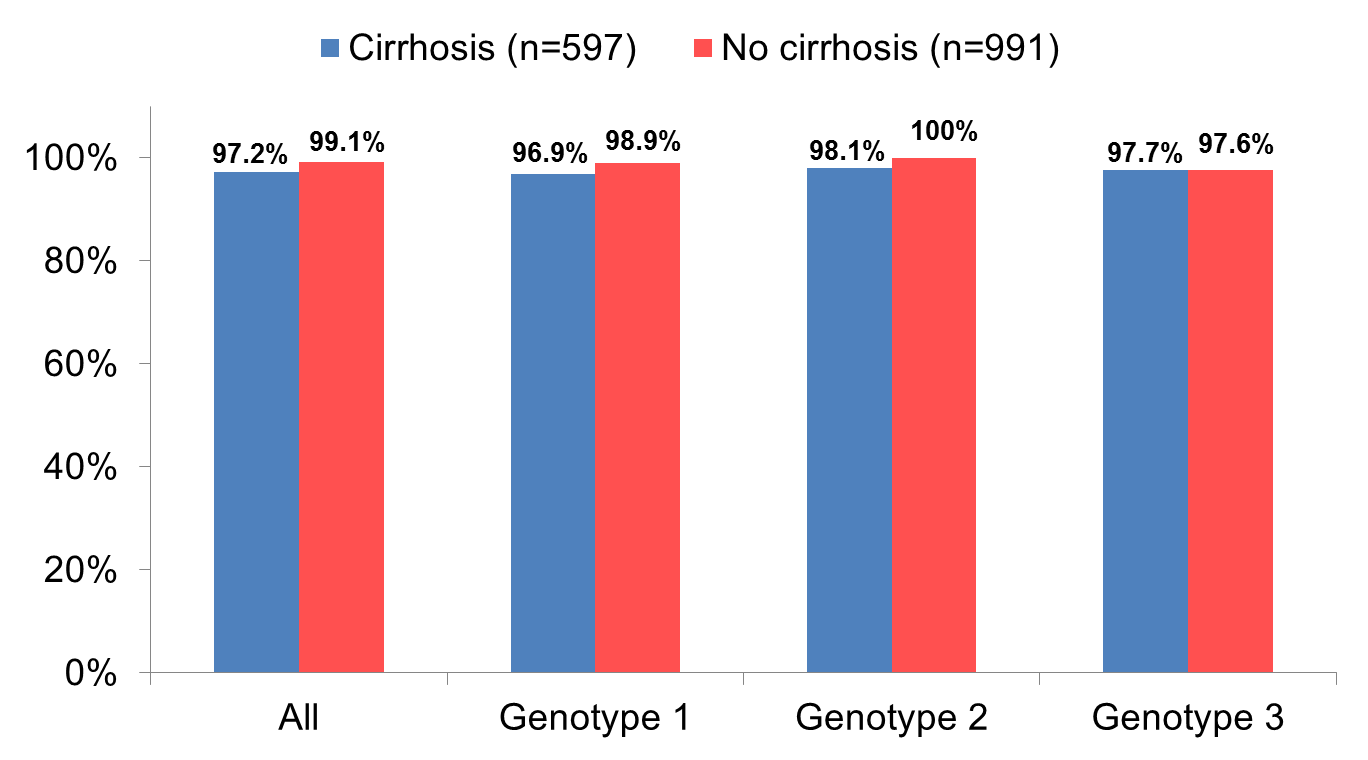 Cirrhosis (n=597) No cirrhosis (n=991)
100%
80%
60%
40%
20%
0%
97.2% 99.1% 96.9% 98.9% 98.1% 100% 97.7% 97.6%
All Genotype 1 Genotype 2 Genotype 3